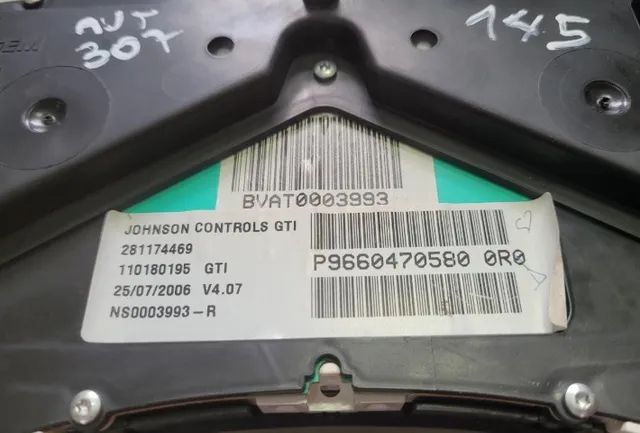 AUT
307
145
BVAT0003993
JOHNSON CONTROLS GTI
281174469
110180195 GTI
25/07/2006 V4.07
NS0003993-R
P9660470580 0R0